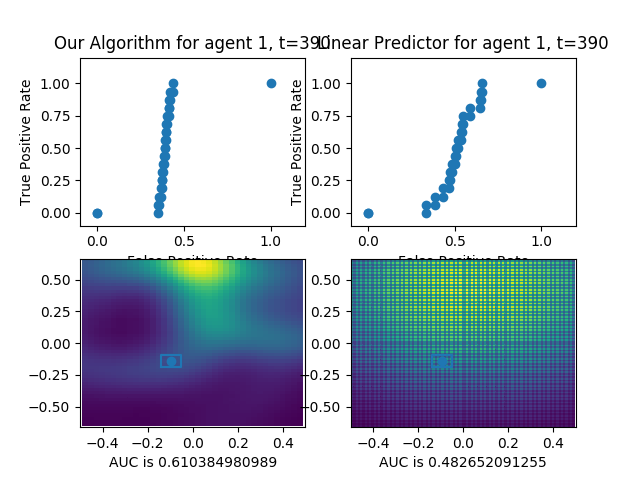 Our Algorithm for agent 1, t=390
Linear Predictor for agent 1, t=390
True Positive Rate
1.00
0.75
0.50
0.25
0.00
0.0 0.5 1.0
False Positive Rate
True Positive Rate
1.00
0.75
0.50
0.25
0.00
0.0 0.5 1.0
False Positive Rate
0.50
0.25
0.00
−0.25
−0.50
−0.4 −0.2 0.0 0.2 0.4
AUC is 0.610384980989
0.50
0.25
0.00
−0.25
−0.50
−0.4 −0.2 0.0 0.2 0.4
AUC is 0.482652091255